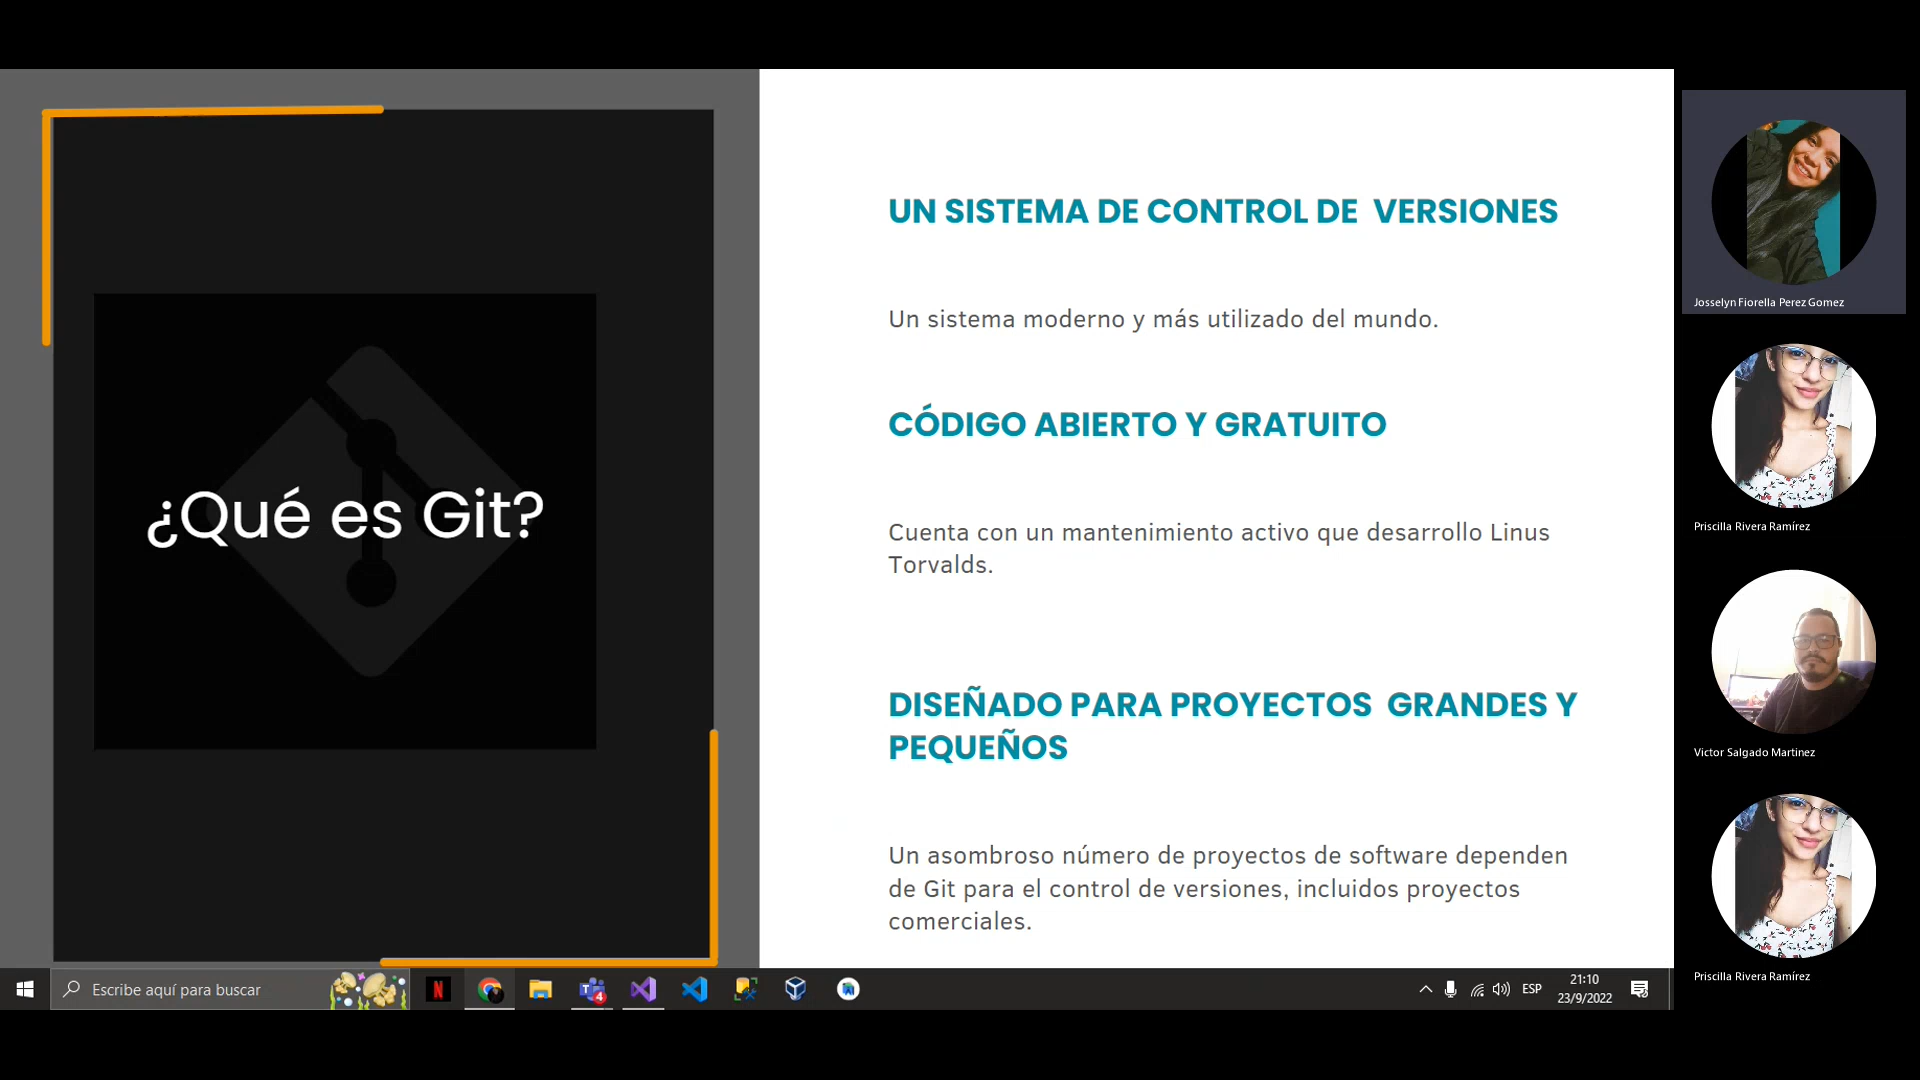 ¿Qué es Git?
UN SISTEMA DE CONTROL DE  VERSIONES
Un sistema moderno y más utilizado del mundo.
CÓDIGO ABIERTO Y GRATUITO
Cuenta con un mantenimiento activo que desarrollo Linus
Torvalds.
DISEÑADO PARA PROYECTOS  GRANDES Y
PEQUEÑOS
Un asombroso número de proyectos de software dependen
de Git para el control de versiones, incluidos proyectos
comerciales.
Josselyn Fiorella Perez Gomez
Priscilla Rivera Ramírez
Victor Salgado Martinez
Priscilla Rivera Ramírez
Escribe aquí para buscar
N
4
ESP
21:10
23/9/2022